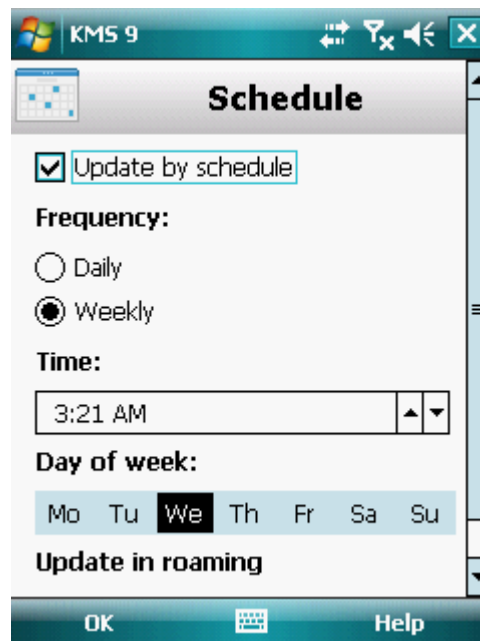 KMS 9
Schedule
Update by schedule
Frequency:
Daily
Weekly
Time:
3:21 AM
Day of week:
Mo Tu We Th Fr Sa Su
Update in roaming
OK Help